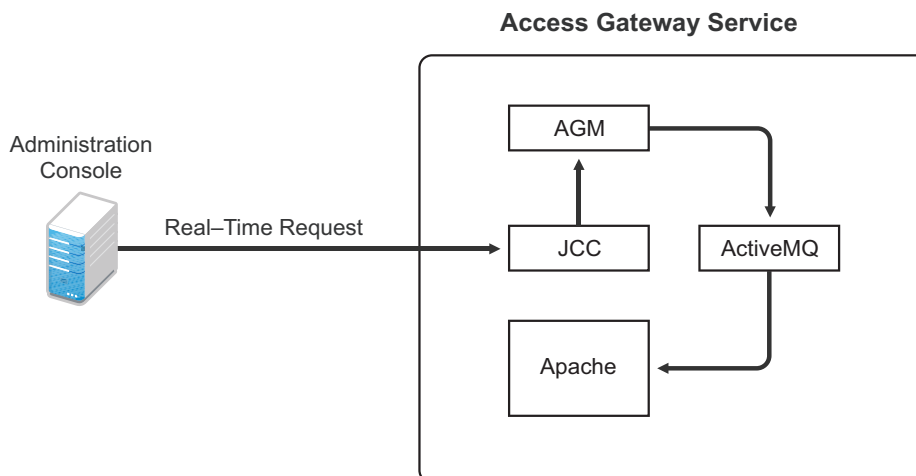 Access Gateway Service
AGM
Administration
Console
Real–Time Request
JCC
ActiveMQ
Apache